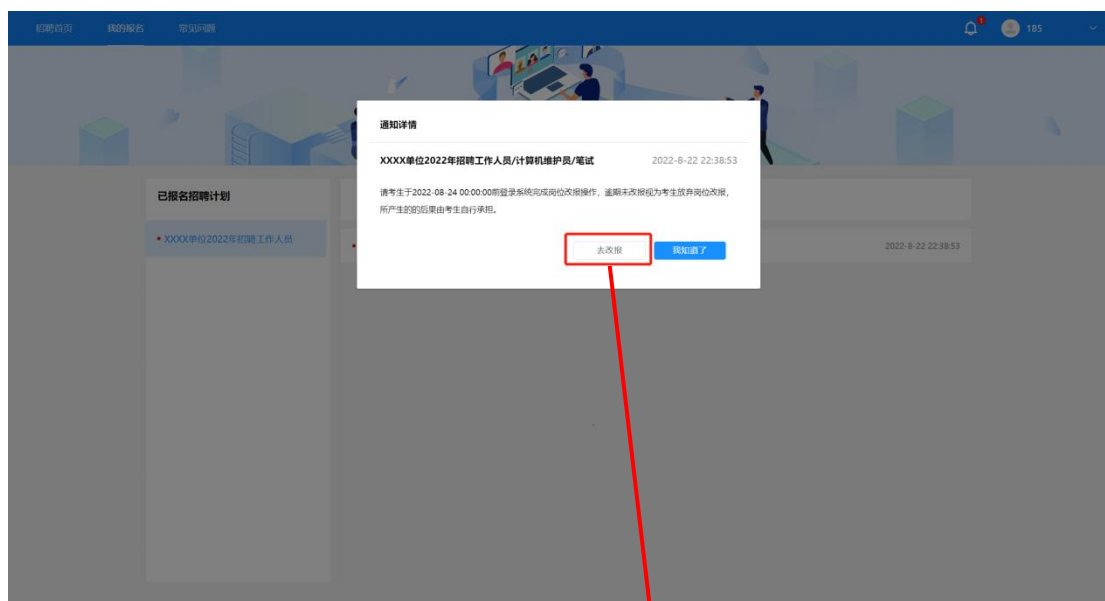 招聘首页 我的报名 常见问题 1 185
通知详情
XXXX单位2022年招聘工作人员/计算机维护员/笔试 2022-8-22 22:38:53
请考生于2022-08-24 00:00:00前登录系统完成岗位改报操作，逾期未改报视为考生放弃岗位改报，
所产生的的后果由考生自行承担。
去改报 我知道了
已报名招聘计划
XXXX单位2022年招聘工作人员
2022-8-22 22:38:53